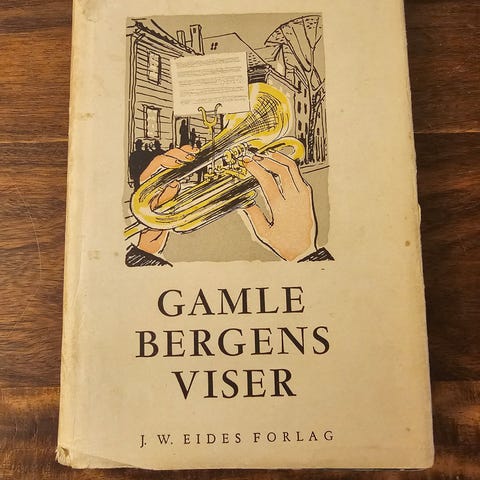 GAMLE
BERGENS
VISER
J. W. EIDES FORLAG